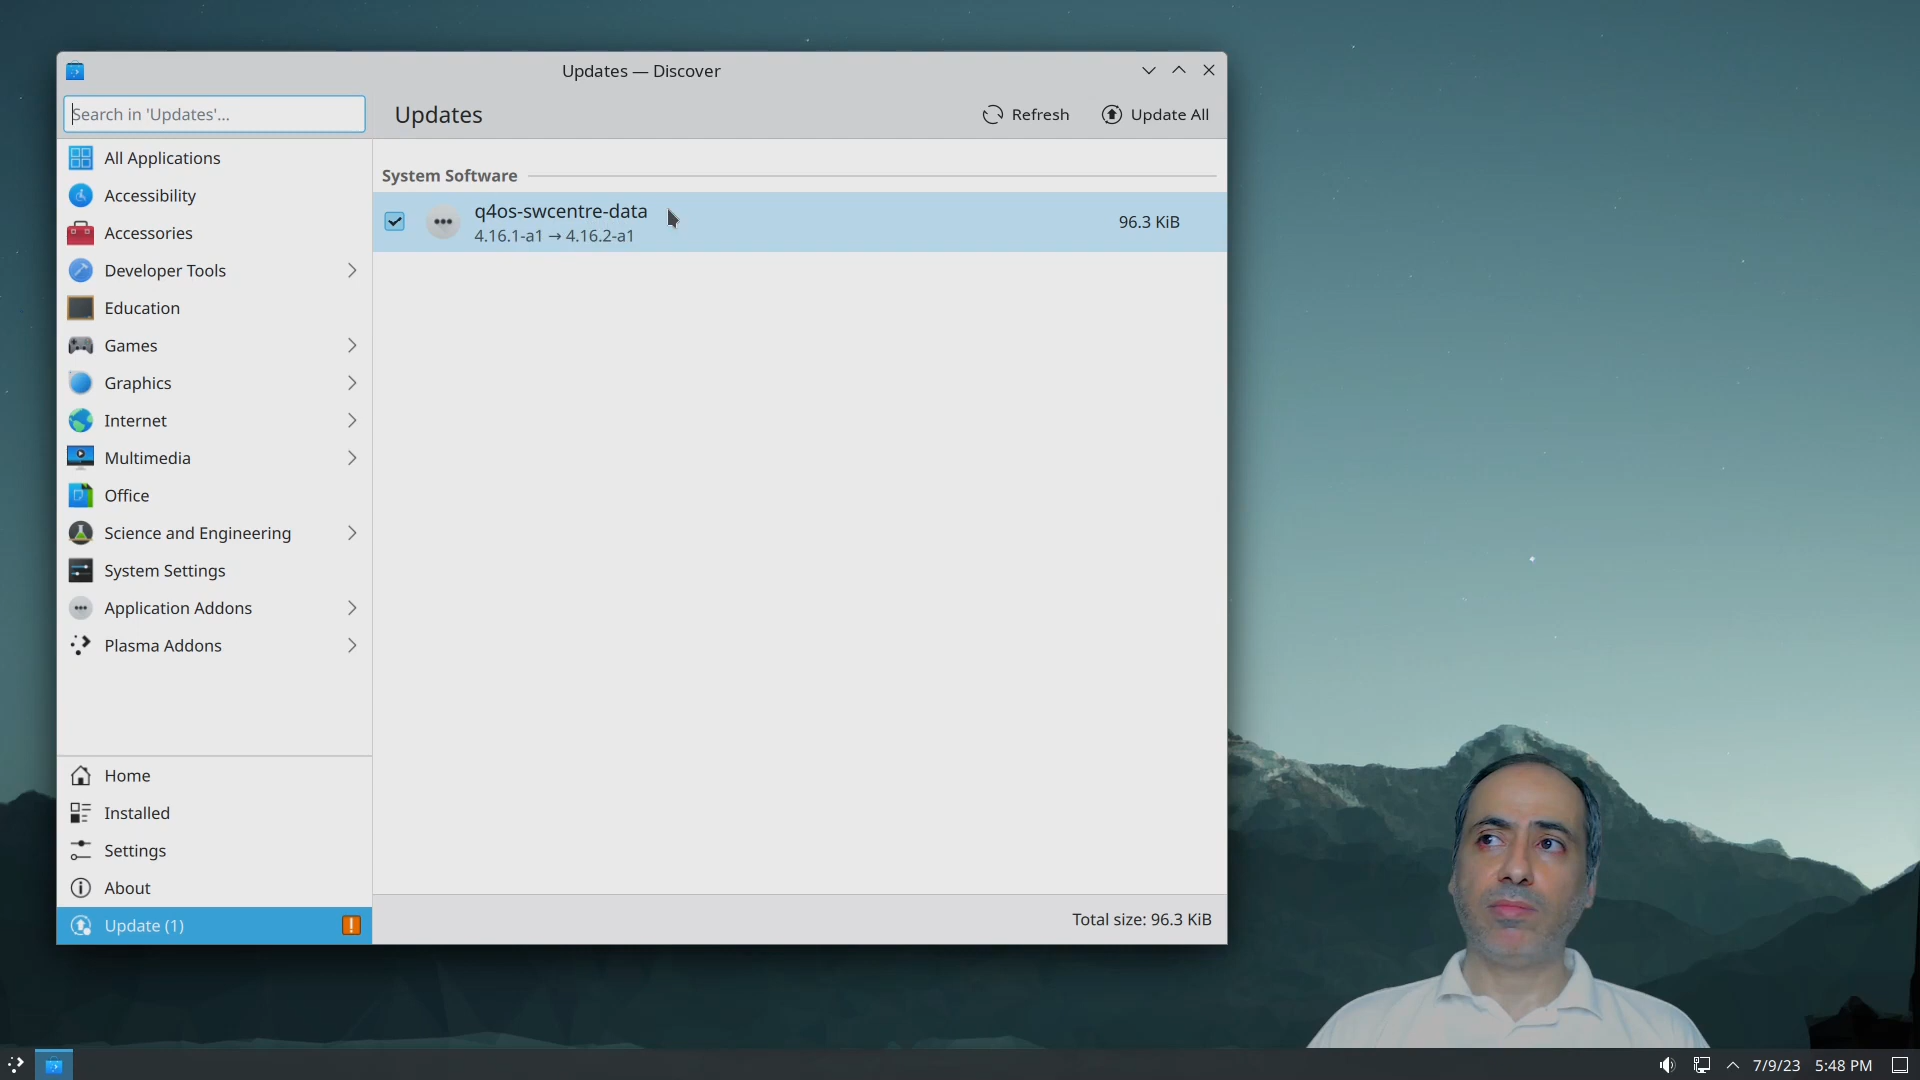 Updates — Discover
Search in 'Updates'...
Updates
Refresh
Update All
All Applications
Accessibility
Accessories
Developer Tools
Education
Games
Graphics
Internet
Multimedia
Office
Science and Engineering
System Settings
Application Addons
Plasma Addons
Home
Installed
Settings
About
Update (1)
System Software
q4os-swcentre-data
4.16.1-a1 → 4.16.2-a1
96.3 KiB
Total size: 96.3 KiB
7/9/23 5:48 PM